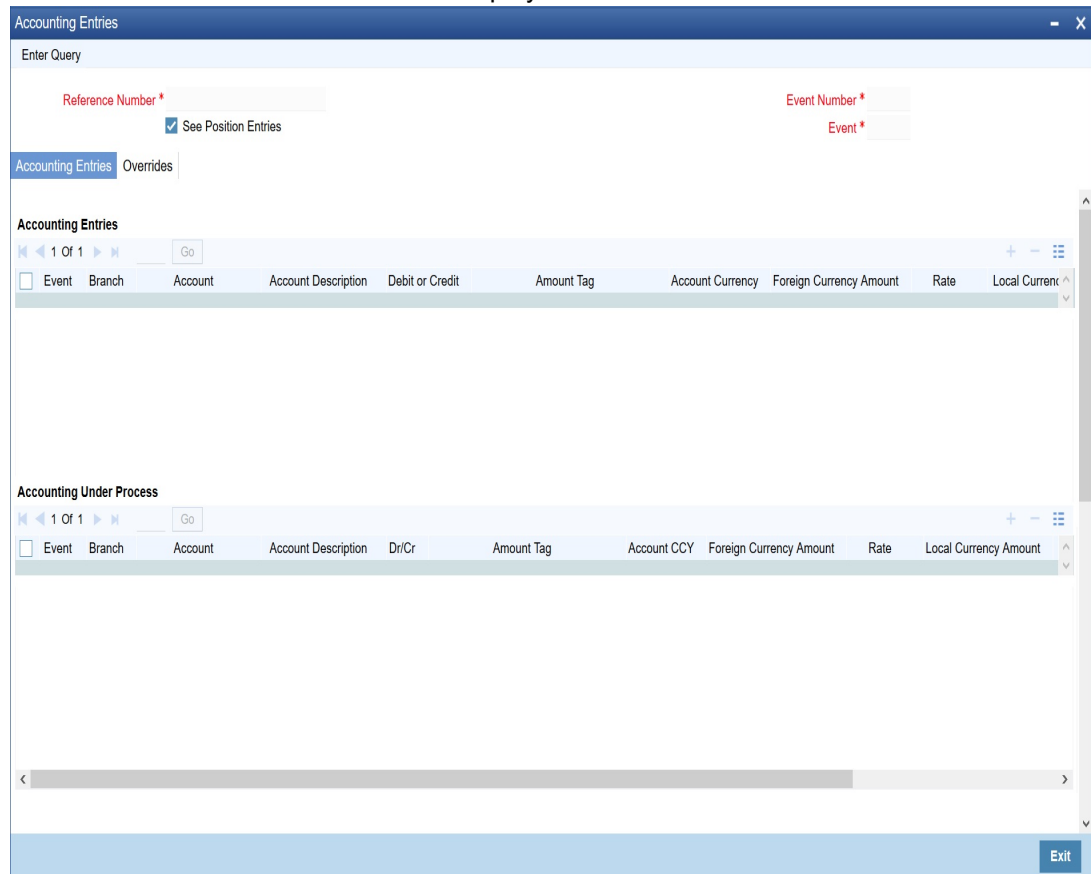 Accounting Entries
Enter Query
Reference Number * Event Number *
See Position Entries Event *
Accounting Entries Overrides
Accounting Entries
1 Of 1 Go
Event Branch Account Account Description Debit or Credit Amount Tag Account Currency Foreign Currency Amount Rate Local Currenc
Accounting Under Process
1 Of 1 Go
Event Branch Account Account Description Dr/Cr Amount Tag Account CCY Foreign Currency Amount Rate Local Currency Amount
Exit